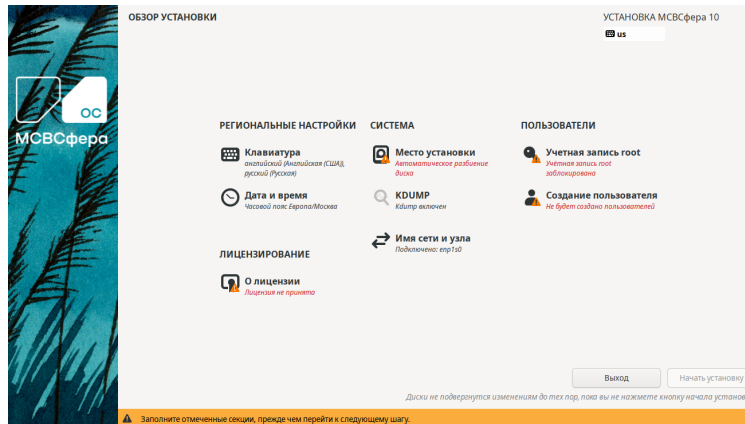 ОБЗОР УСТАНОВКИ
УСТАНОВКА МСВСфера 10
us
ОС
МСВСфера
РЕГИОНАЛЬНЫЕ НАСТРОЙКИ
Клавиатура
английский (Английская (США)),
русский (Русская)
Дата и время
Часовой пояс Европа/Москва
ЛИЦЕНЗИРОВАНИЕ
О лицензии
Лицензия не принята
СИСТЕМА
Место установки
Автоматическое разбиение
диска
KDUMP
Kdump включен
Имя сети и узла
Подключено: enp1s0
ПОЛЬЗОВАТЕЛИ
Учетная запись root
Учётная запись root
заблокирована
Создание пользователя
Не будет создано пользователей
Выход
Начать установку
Диски не подвергнутся изменениям до тех пор, пока вы не нажмете кнопку начала установ
Заполните отмеченные секции, прежде чем перейти к следующему шагу.